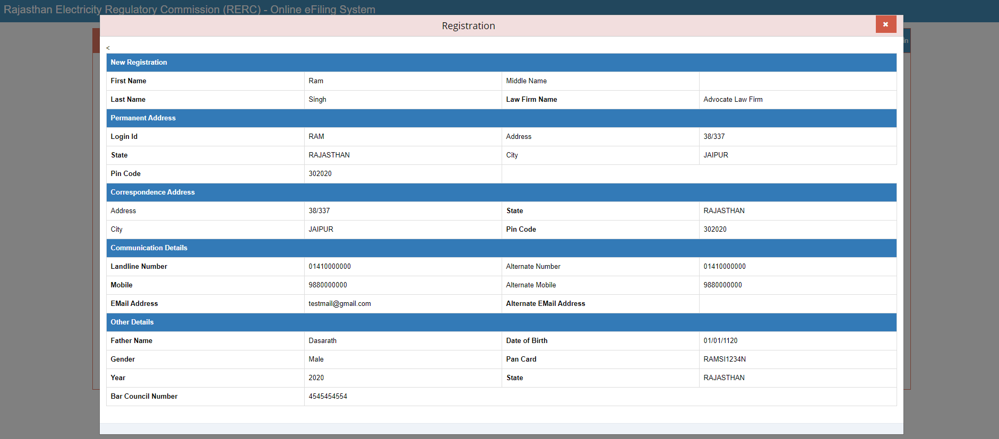 Rajasthan Electricity Regulatory Commission (RERC) - Online eFiling System
Registration
in
<
New Registration
First Name Ram Middle Name
Last Name Singh Law Firm Name Advocate Law Firm
Permanent Address
Login Id RAM Address 38/337
State RAJASTHAN City JAIPUR
Pin Code 302020
Correspondence Address
Address 38/337 State RAJASTHAN
City JAIPUR Pin Code 302020
Communication Details
Landline Number 01410000000 Alternate Number 01410000000
Mobile 9880000000 Alternate Mobile 9880000000
EMail Address testmail@gmail.com Alternate EMail Address
Other Details
Father Name Dasarath Date of Birth 01/01/1120
Gender Male Pan Card RAMSI1234N
Year 2020 State RAJASTHAN
Bar Council Number 4545454554